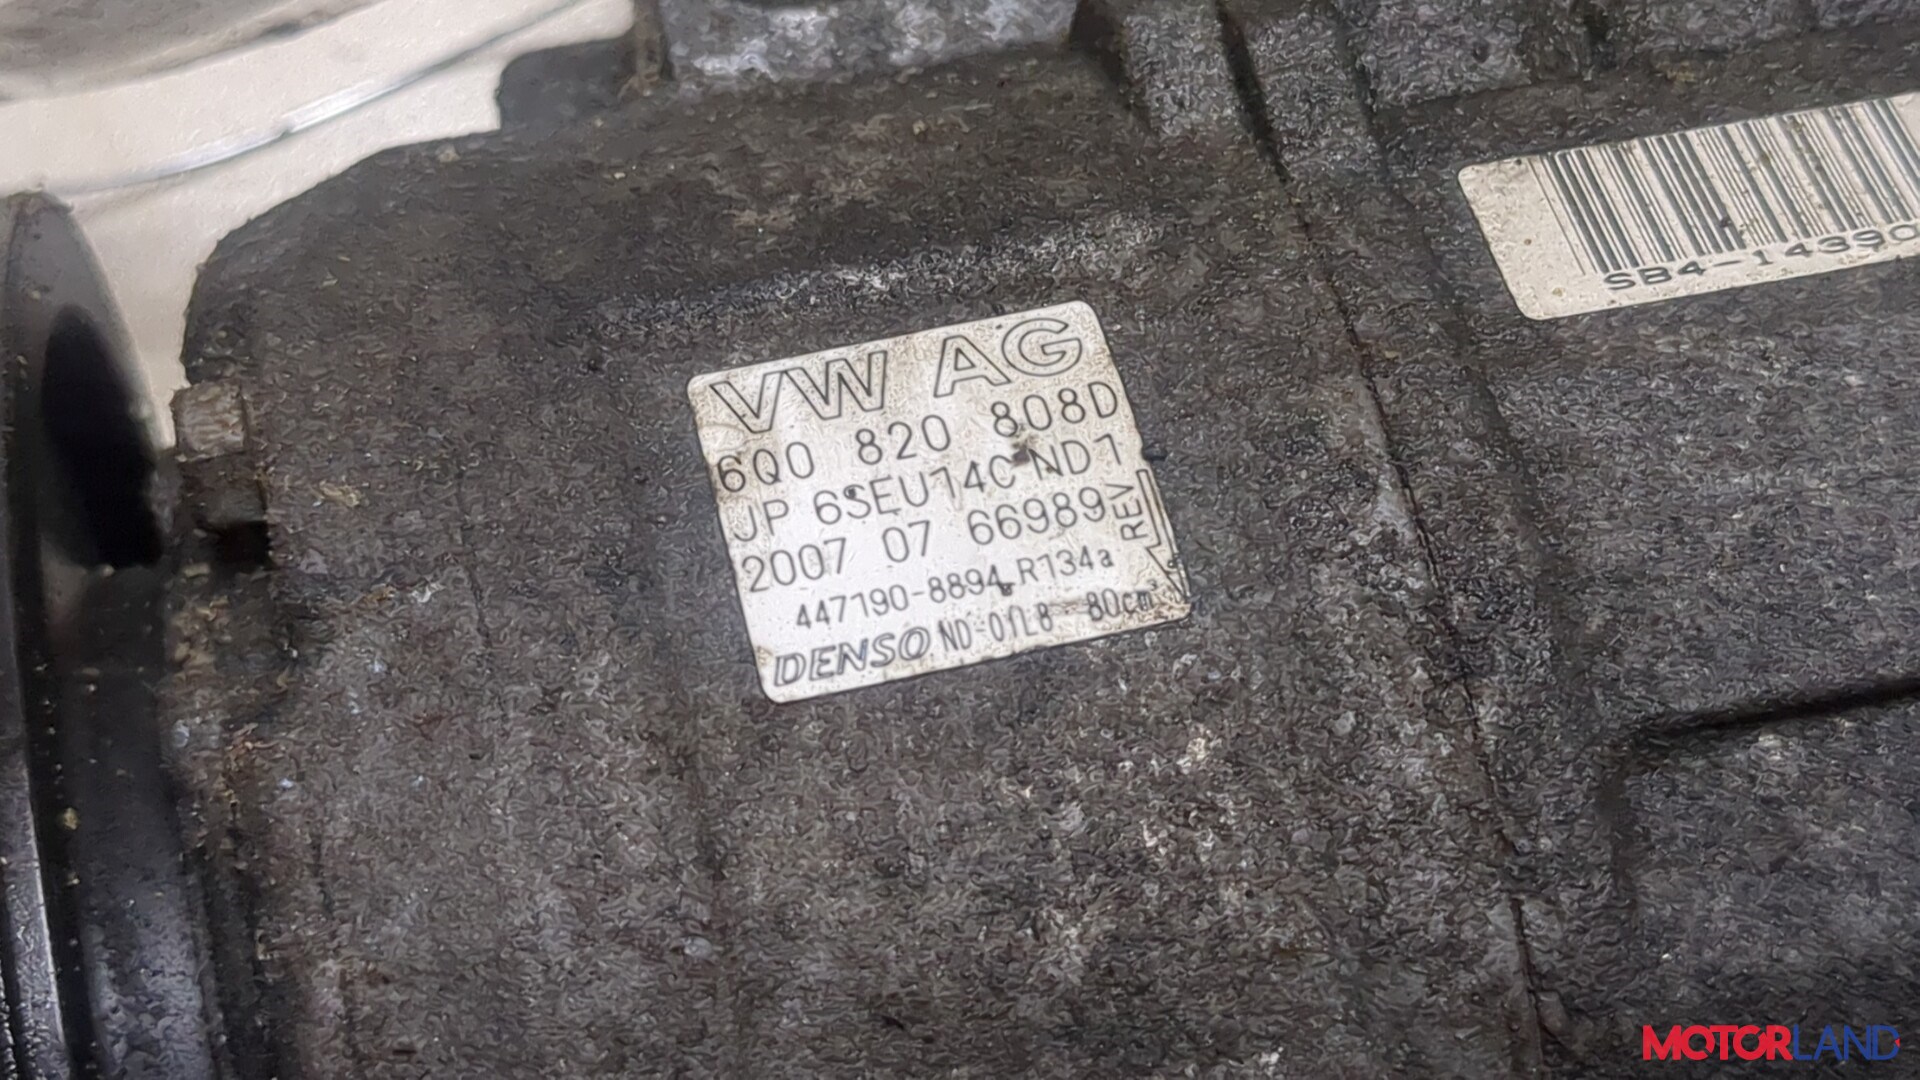 VW AG
6Q0 820 808D
JP 6SEU14C ND1
2007 07 66989
REV
447190-8894 R134a
DENSO ND-OIL8 80cm³
SB4-14390
MOTORLAND